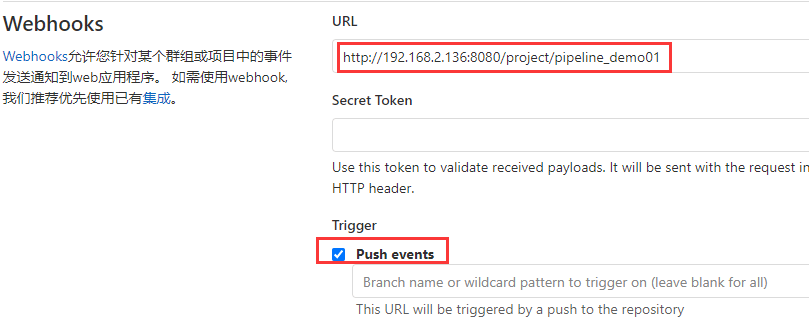 Webhooks
Webhooks允许您针对某个群组或项目中的事件
发送通知到web应用程序。 如需使用webhook,
我们推荐优先使用已有集成。
URL
http://192.168.2.136:8080/project/pipeline_demo01
Secret Token
Use this token to validate received payloads. It will be sent with the request in
HTTP header.
Trigger
Push events
Branch name or wildcard pattern to trigger on (leave blank for all)
This URL will be triggered by a push to the repository